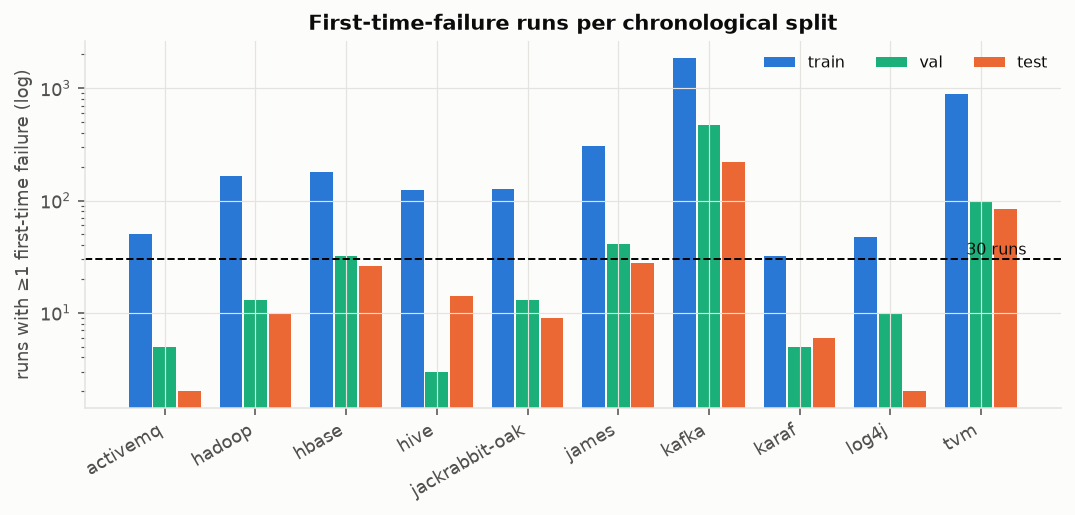 First-time-failure runs per chronological split
runs with ≥1 first-time failure (log)
train val test
10³
10²
10¹
30 runs
activemq
hadoop
hbase
hive
jackrabbit-oak
james
kafka
karaf
log4j
tvm